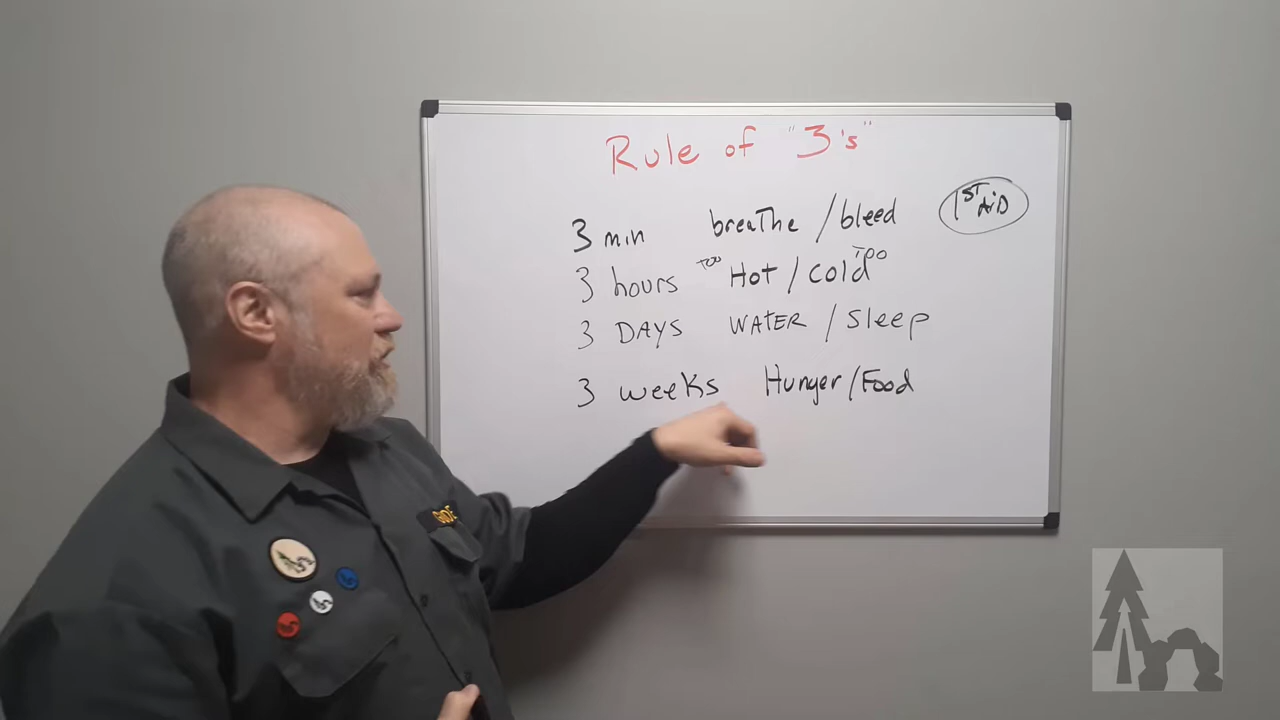 Rule of "3's"
3 min breathe / bleed
1ST AiD
3 hours TOO HOT / cold TOO
3 DAYS WATER / Sleep
3 weeks Hunger / Food